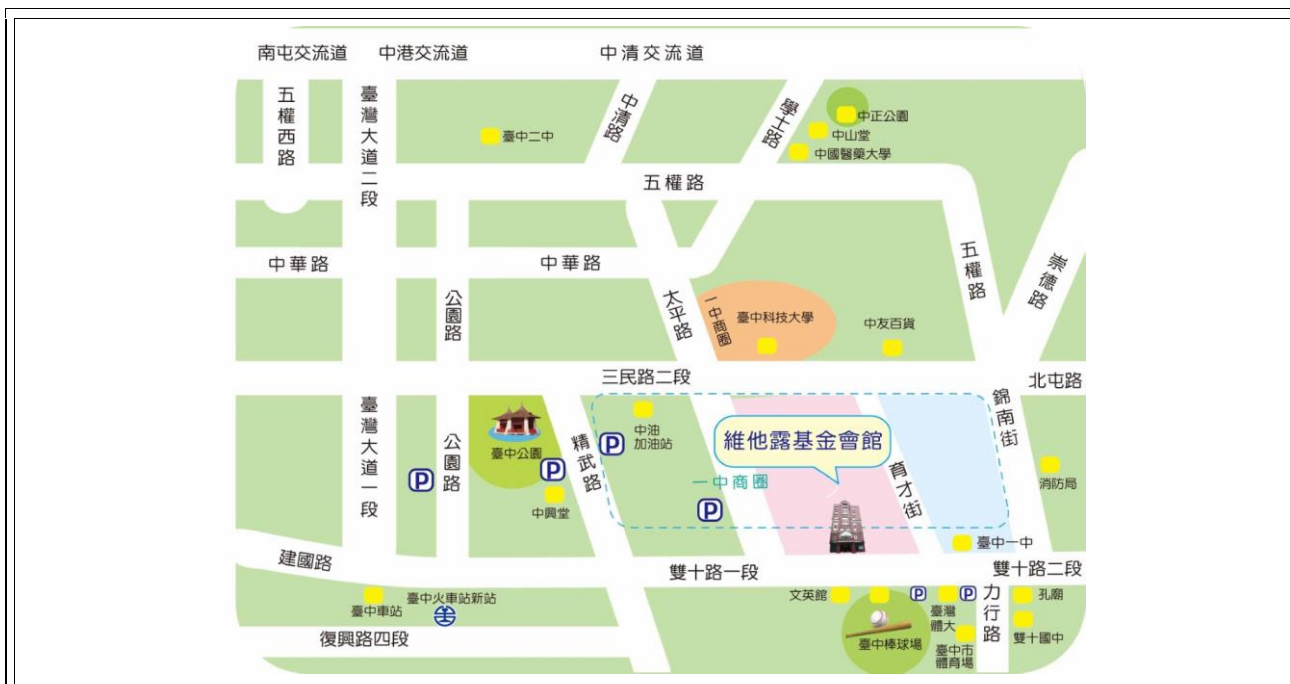 南屯交流道
中港交流道
中清交流道
五權西路
臺灣大道二段
臺中二中
中清路
學士路
中正公園
中山堂
中國醫藥大學
五權路
中華路
中華路
公園路
太平路
一中商圈
臺中科技大學
中友百貨
五權路
崇德路
三民路二段
北屯路
臺灣大道一段
公園路
P
臺中公園
P
中興堂
精武路
P
中油
加油站
維他露基金會館
一中商圈
P
育才街
錦南街
消防局
臺中一中
建國路
雙十路一段
雙十路二段
臺中車站
臺中火車站新站
復興路四段
文英館
臺中棒球場
P
臺灣
體大
P
臺中市
體育場
力行路
孔廟
雙十國中